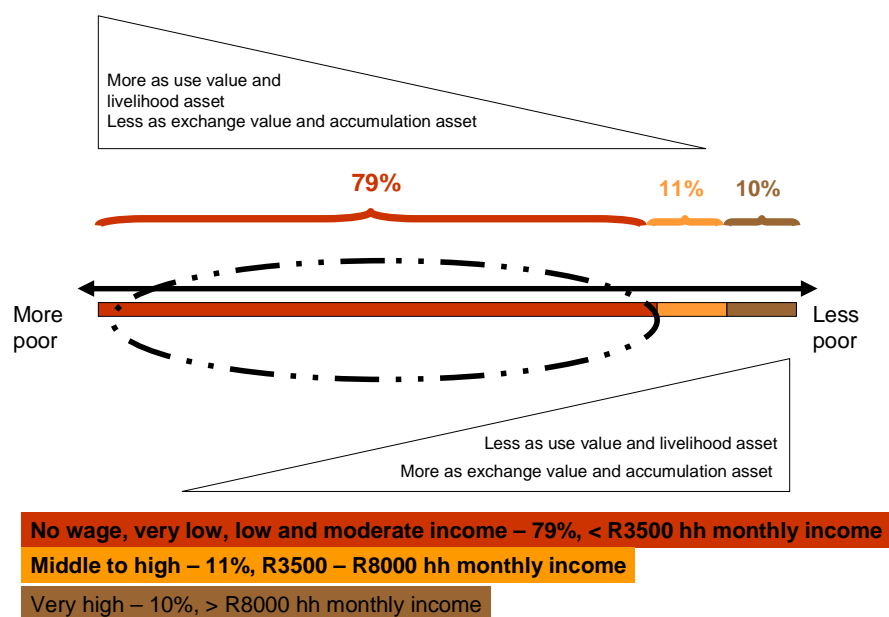 More as use value and
livelihood asset
Less as exchange value and accumulation asset
79%
11%
10%
More
poor
Less
poor
Less as use value and livelihood asset
More as exchange value and accumulation asset
No wage, very low, low and moderate income – 79%, < R3500 hh monthly income
Middle to high – 11%, R3500 – R8000 hh monthly income
Very high – 10%, > R8000 hh monthly income